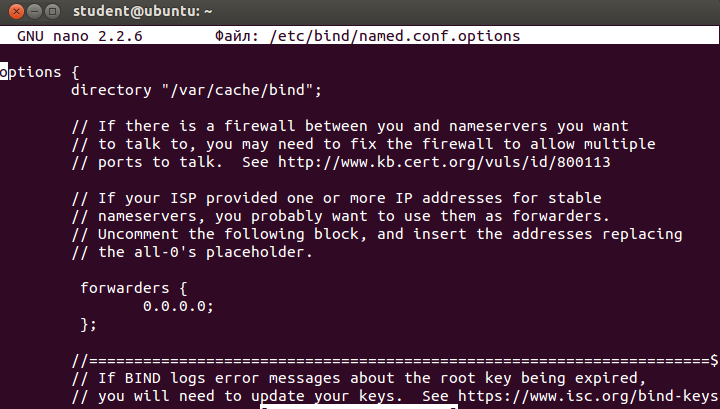 student@ubuntu: ~
GNU nano 2.2.6 Файл: /etc/bind/named.conf.options
options {
directory "/var/cache/bind";
// If there is a firewall between you and nameservers you want
// to talk to, you may need to fix the firewall to allow multiple
// ports to talk.  See http://www.kb.cert.org/vuls/id/800113
// If your ISP provided one or more IP addresses for stable
// nameservers, you probably want to use them as forwarders.
// Uncomment the following block, and insert the addresses replacing
// the all-0's placeholder.
forwarders {
0.0.0.0;
};
//=====================================================================$
// If BIND logs error messages about the root key being expired,
// you will need to update your keys.  See https://www.isc.org/bind-keys